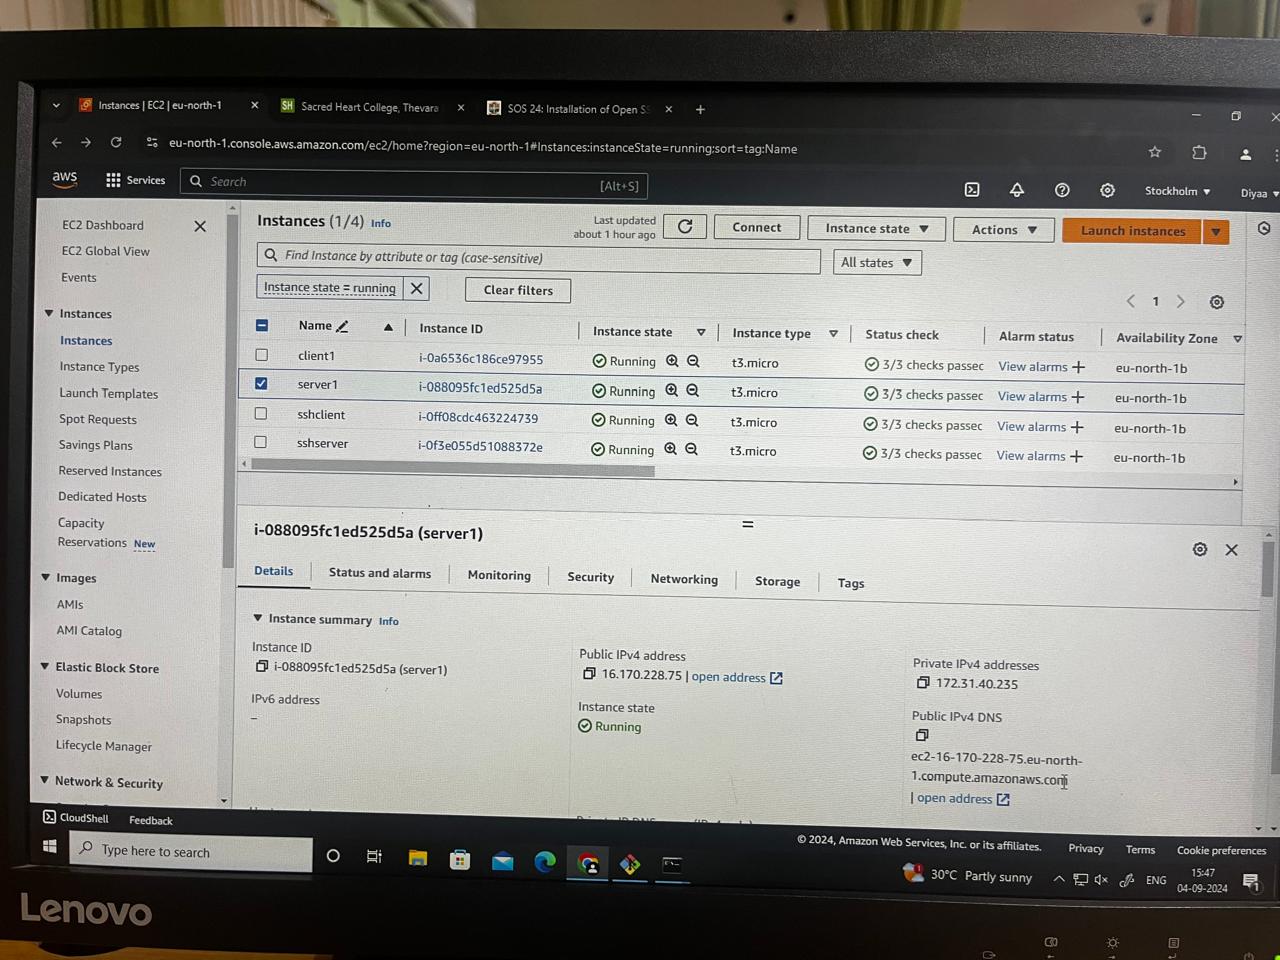 Instances | EC2 | eu-north-1
Sacred Heart College, Thevara
SOS 24: Installation of Open S
eu-north-1.console.aws.amazon.com/ec2/home?region=eu-north-1#Instances:instanceState=running;sort=tag:Name
aws
Services
Search
[Alt+S]
Stockholm
Diyaa
EC2 Dashboard
EC2 Global View
Events
Instances
Instances
Instance Types
Launch Templates
Spot Requests
Savings Plans
Reserved Instances
Dedicated Hosts
Capacity
Reservations New
Images
AMIs
AMI Catalog
Elastic Block Store
Volumes
Snapshots
Lifecycle Manager
Network & Security
Instances (1/4) Info
Last updated
about 1 hour ago
Connect
Instance state
Actions
Launch instances
Find Instance by attribute or tag (case-sensitive)
All states
Instance state = running
Clear filters
1
Name Instance ID Instance state Instance type Status check Alarm status Availability Zone
client1 i-0a6536c186ce97955 Running t3.micro 3/3 checks passec View alarms eu-north-1b
server1 i-088095fc1ed525d5a Running t3.micro 3/3 checks passec View alarms eu-north-1b
sshclient i-0ff08cdc463224739 Running t3.micro 3/3 checks passec View alarms eu-north-1b
sshserver i-0f3e055d51088372e Running t3.micro 3/3 checks passec View alarms eu-north-1b
i-088095fc1ed525d5a (server1)
Details
Status and alarms
Monitoring
Security
Networking
Storage
Tags
Instance summary Info
Instance ID
i-088095fc1ed525d5a (server1)
IPv6 address
–
Public IPv4 address
16.170.228.75 | open address
Instance state
Running
Private IPv4 addresses
172.31.40.235
Public IPv4 DNS
ec2-16-170-228-75.eu-north-
1.compute.amazonaws.com
| open address
CloudShell
Feedback
© 2024, Amazon Web Services, Inc. or its affiliates.
Privacy
Terms
Cookie preferences
Type here to search
30°C Partly sunny
ENG
15:47
04-09-2024
1
Lenovo